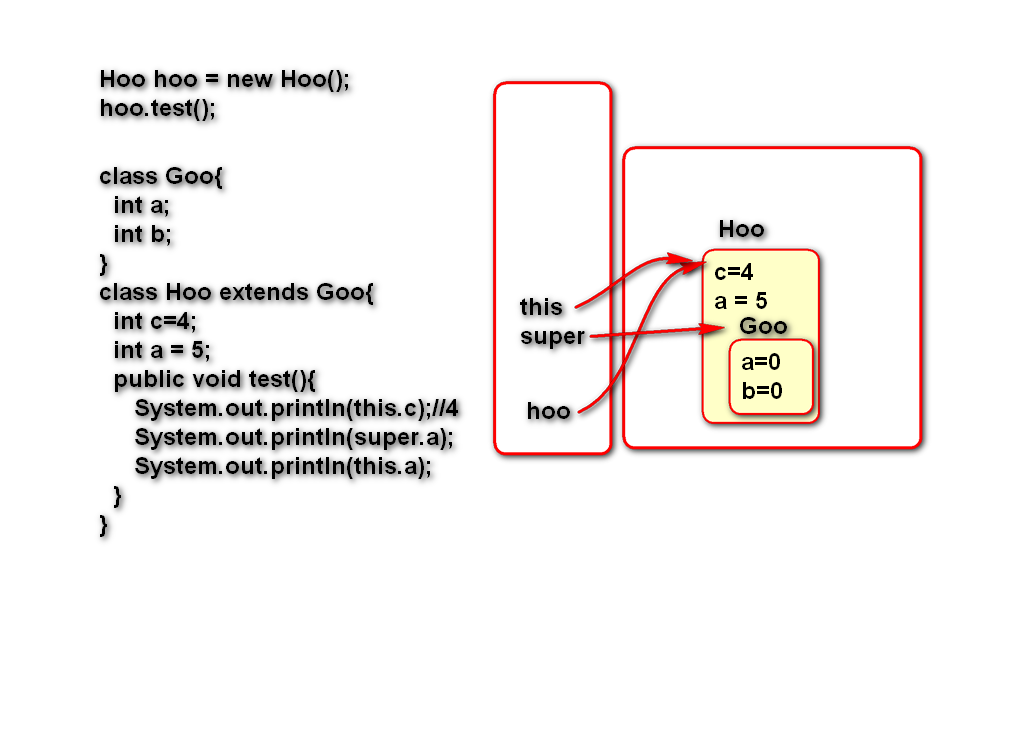 Hoo hoo = new Hoo();
hoo.test();
class Goo{
int a;
int b;
}
class Hoo extends Goo{
int c=4;
int a = 5;
public void test(){
System.out.println(this.c);//4
System.out.println(super.a);
System.out.println(this.a);
}
}
this
super
hoo
Hoo
c=4
a = 5
Goo
a=0
b=0